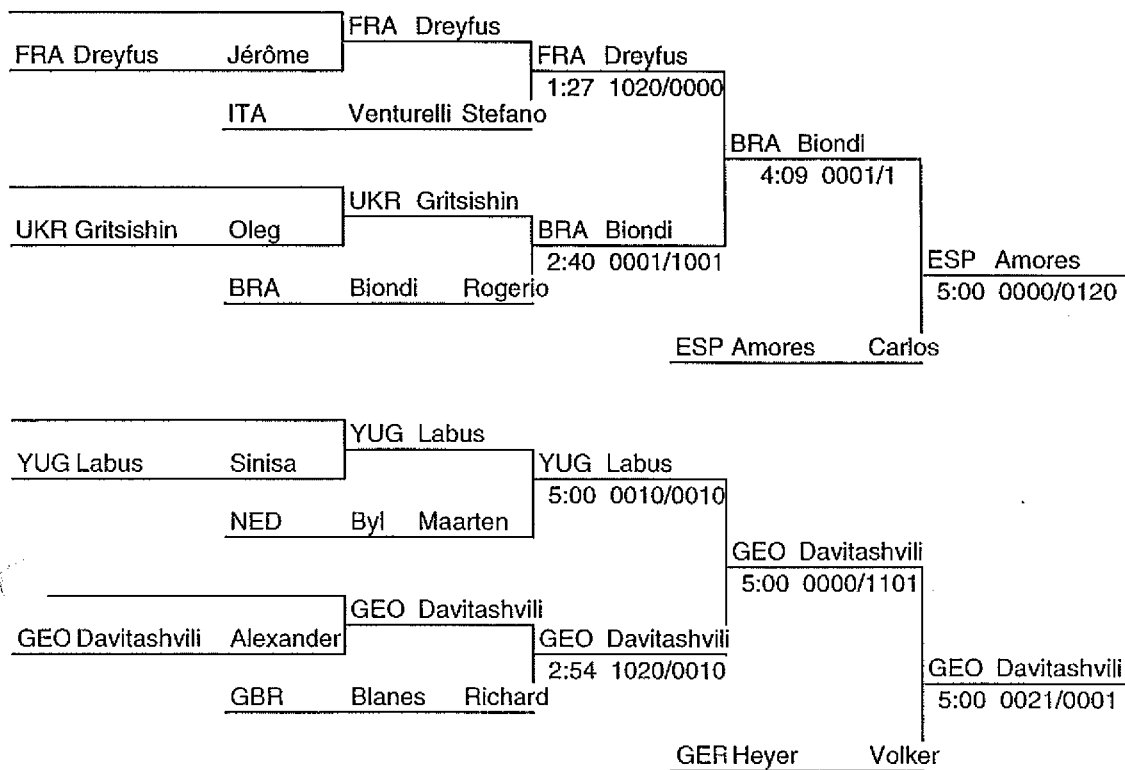 FRA Dreyfus
FRA Dreyfus Jérôme
FRA Dreyfus
1:27 1020/0000
ITA Venturelli Stefano
BRA Biondi
4:09 0001/1
UKR Gritsishin
UKR Gritsishin Oleg
BRA Biondi
2:40 0001/1001
BRA Biondi Rogerio
ESP Amores
5:00 0000/0120
ESP Amores Carlos
YUG Labus
YUG Labus Sinisa
YUG Labus
5:00 0010/0010
NED Byl Maarten
GEO Davitashvili
5:00 0000/1101
GEO Davitashvili
GEO Davitashvili Alexander
GEO Davitashvili
2:54 1020/0010
GBR Blanes Richard
GEO Davitashvili
5:00 0021/0001
GER Heyer Volker